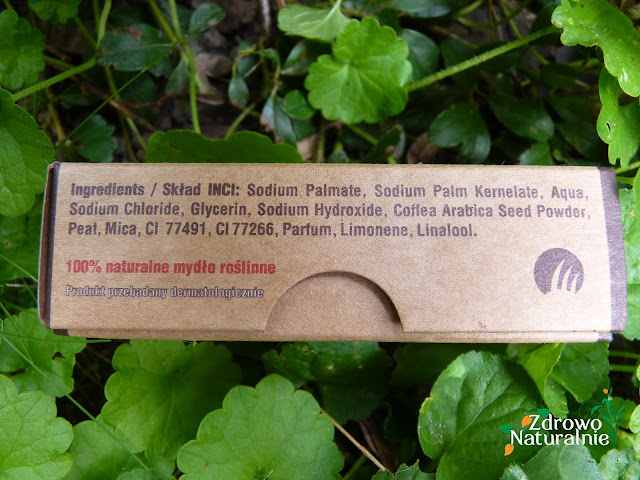 Ingredients / Skład INCI: Sodium Palmate, Sodium Palm Kernelate, Aqua,
Sodium Chloride, Glycerin, Sodium Hydroxide, Coffea Arabica Seed Powder,
Peat, Mica, CI 77491, CI 77266, Parfum, Limonene, Linalool.
100% naturalne mydło roślinne
Produkt przebadany dermatologicznie
Zdrowo
Naturalnie